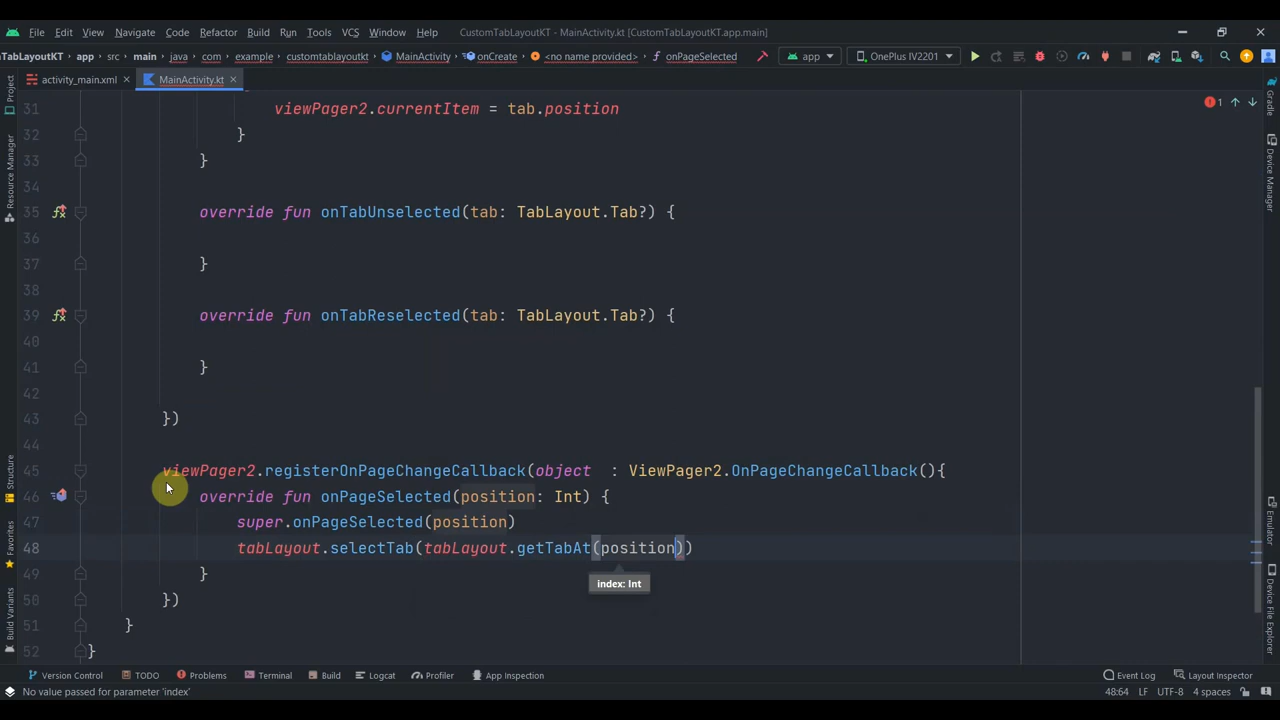 File Edit View Navigate Code Refactor Build Run Tools VCS Window Help CustomTabLayoutKT - MainActivity.kt [CustomTabLayoutKT.app.main]
TabLayoutKT app src main java com example customtablayoutkt MainActivity onCreate <no name provided> onPageSelected app OnePlus IV2201
activity_main.xml MainActivity.kt
Project
Resource Manager
Structure
Favorites
Build Variants
Gradle
Device Manager
Emulator
Device File Explorer
1
31 viewPager2.currentItem = tab.position
32 }
33 }
34
35 override fun onTabUnselected(tab: TabLayout.Tab?) {
36
37 }
38
39 override fun onTabReselected(tab: TabLayout.Tab?) {
40
41 }
42
43 })
44
45 viewPager2.registerOnPageChangeCallback(object : ViewPager2.OnPageChangeCallback(){
46 override fun onPageSelected(position: Int) {
47 super.onPageSelected(position)
48 tabLayout.selectTab(tabLayout.getTabAt(position))
49 }
index: Int
50 })
51 }
52 }
Version Control TODO Problems Terminal Build Logcat Profiler App Inspection Event Log Layout Inspector
No value passed for parameter 'index' 48:64 LF UTF-8 4 spaces